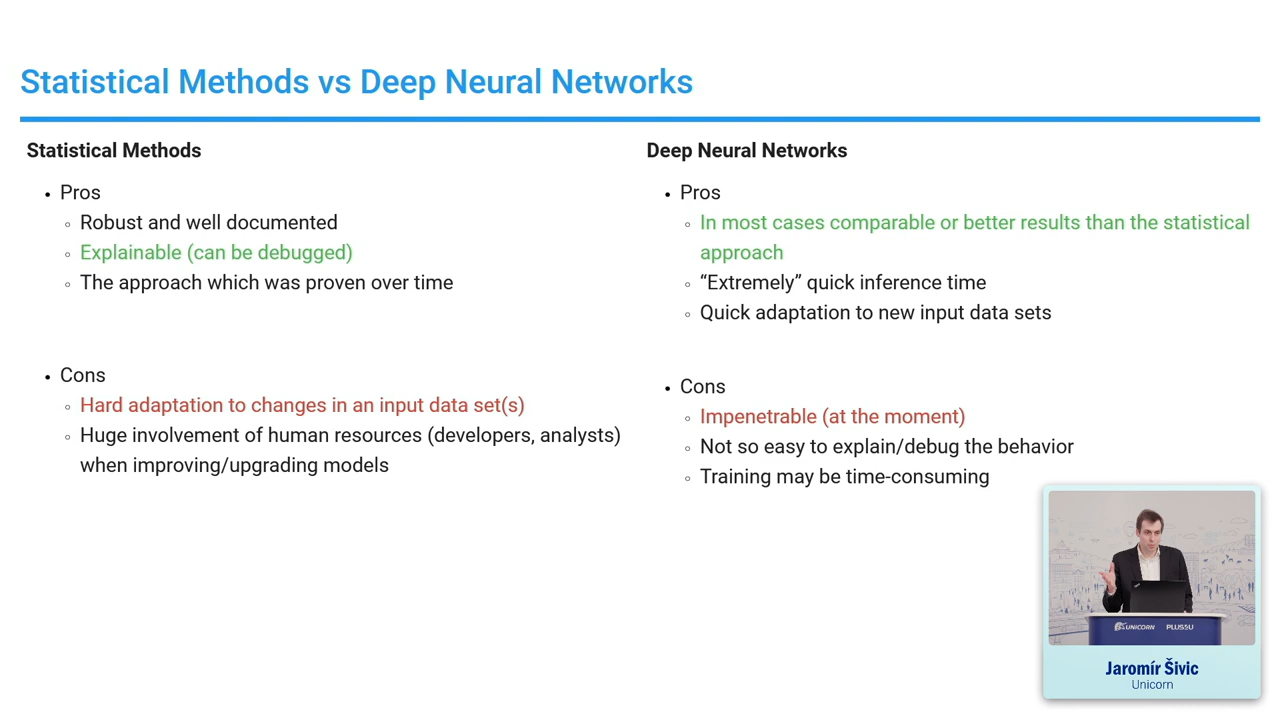 Statistical Methods vs Deep Neural Networks
Statistical Methods
Pros
Robust and well documented
Explainable (can be debugged)
The approach which was proven over time
Cons
Hard adaptation to changes in an input data set(s)
Huge involvement of human resources (developers, analysts)
when improving/upgrading models
Deep Neural Networks
Pros
In most cases comparable or better results than the statistical
approach
“Extremely” quick inference time
Quick adaptation to new input data sets
Cons
Impenetrable (at the moment)
Not so easy to explain/debug the behavior
Training may be time-consuming
UNICORN PLUS5U
Jaromír Šivic
Unicorn